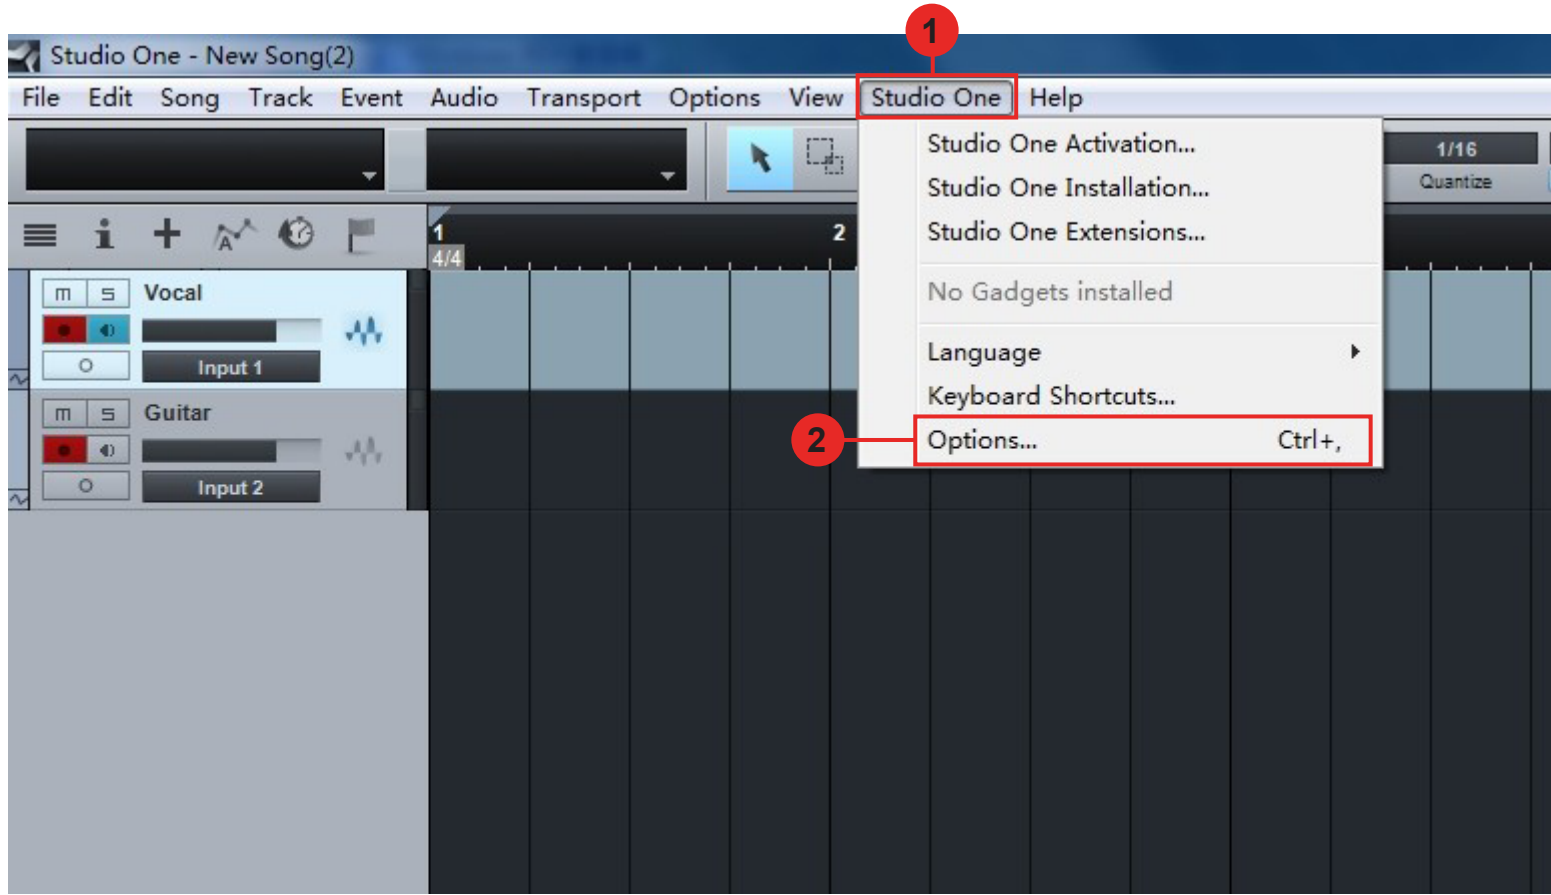 1
Studio One - New Song(2)
File Edit Song Track Event Audio Transport Options View Studio One Help
Studio One Activation...
Studio One Installation...
Studio One Extensions...
No Gadgets installed
Language
Keyboard Shortcuts...
2 Options... Ctrl+,
1/16
Quantize
A
1 2
4/4
m s Vocal
Input 1
m s Guitar
Input 2